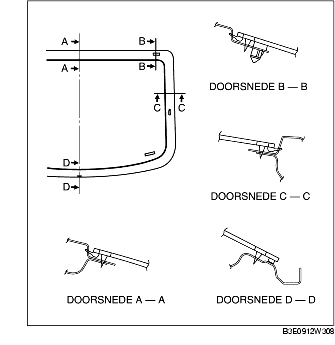 A
B
A
B
C
C
D
D
DOORSNEDE B — B
DOORSNEDE C — C
DOORSNEDE A — A
DOORSNEDE D — D
B3E0912W308